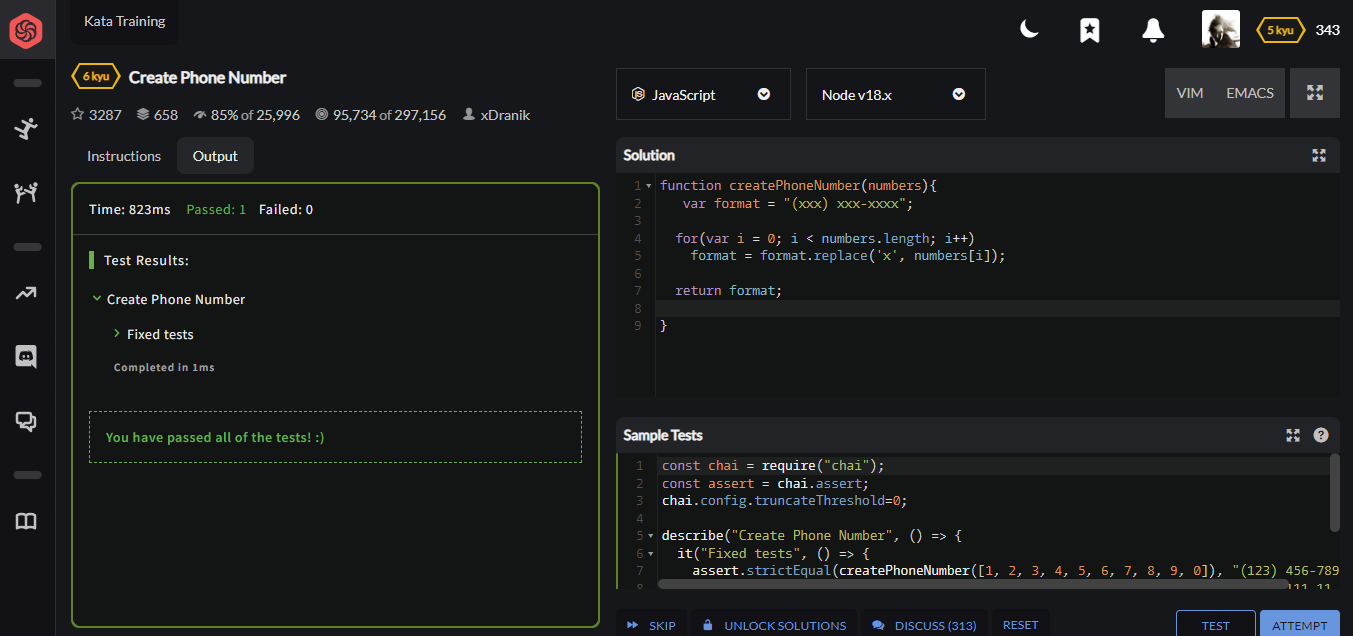 Kata Training
5 kyu 343
6 kyu Create Phone Number
3287 658 85% of 25,996 95,734 of 297,156 xDranik
Instructions Output
Time: 823ms Passed: 1 Failed: 0
Test Results:
Create Phone Number
Fixed tests
Completed in 1ms
You have passed all of the tests! :)
JavaScript Node v18.x VIM EMACS
Solution
1 function createPhoneNumber(numbers){
2 var format = "(xxx) xxx-xxxx";
3
4 for(var i = 0; i < numbers.length; i++)
5 format = format.replace('x', numbers[i]);
6
7 return format;
8
9 }
Sample Tests
1 const chai = require("chai");
2 const assert = chai.assert;
3 chai.config.truncateThreshold=0;
4
5 describe("Create Phone Number", () => {
6 it("Fixed tests", () => {
7 assert.strictEqual(createPhoneNumber([1, 2, 3, 4, 5, 6, 7, 8, 9, 0]), "(123) 456-789
SKIP UNLOCK SOLUTIONS DISCUSS (313) RESET TEST ATTEMPT